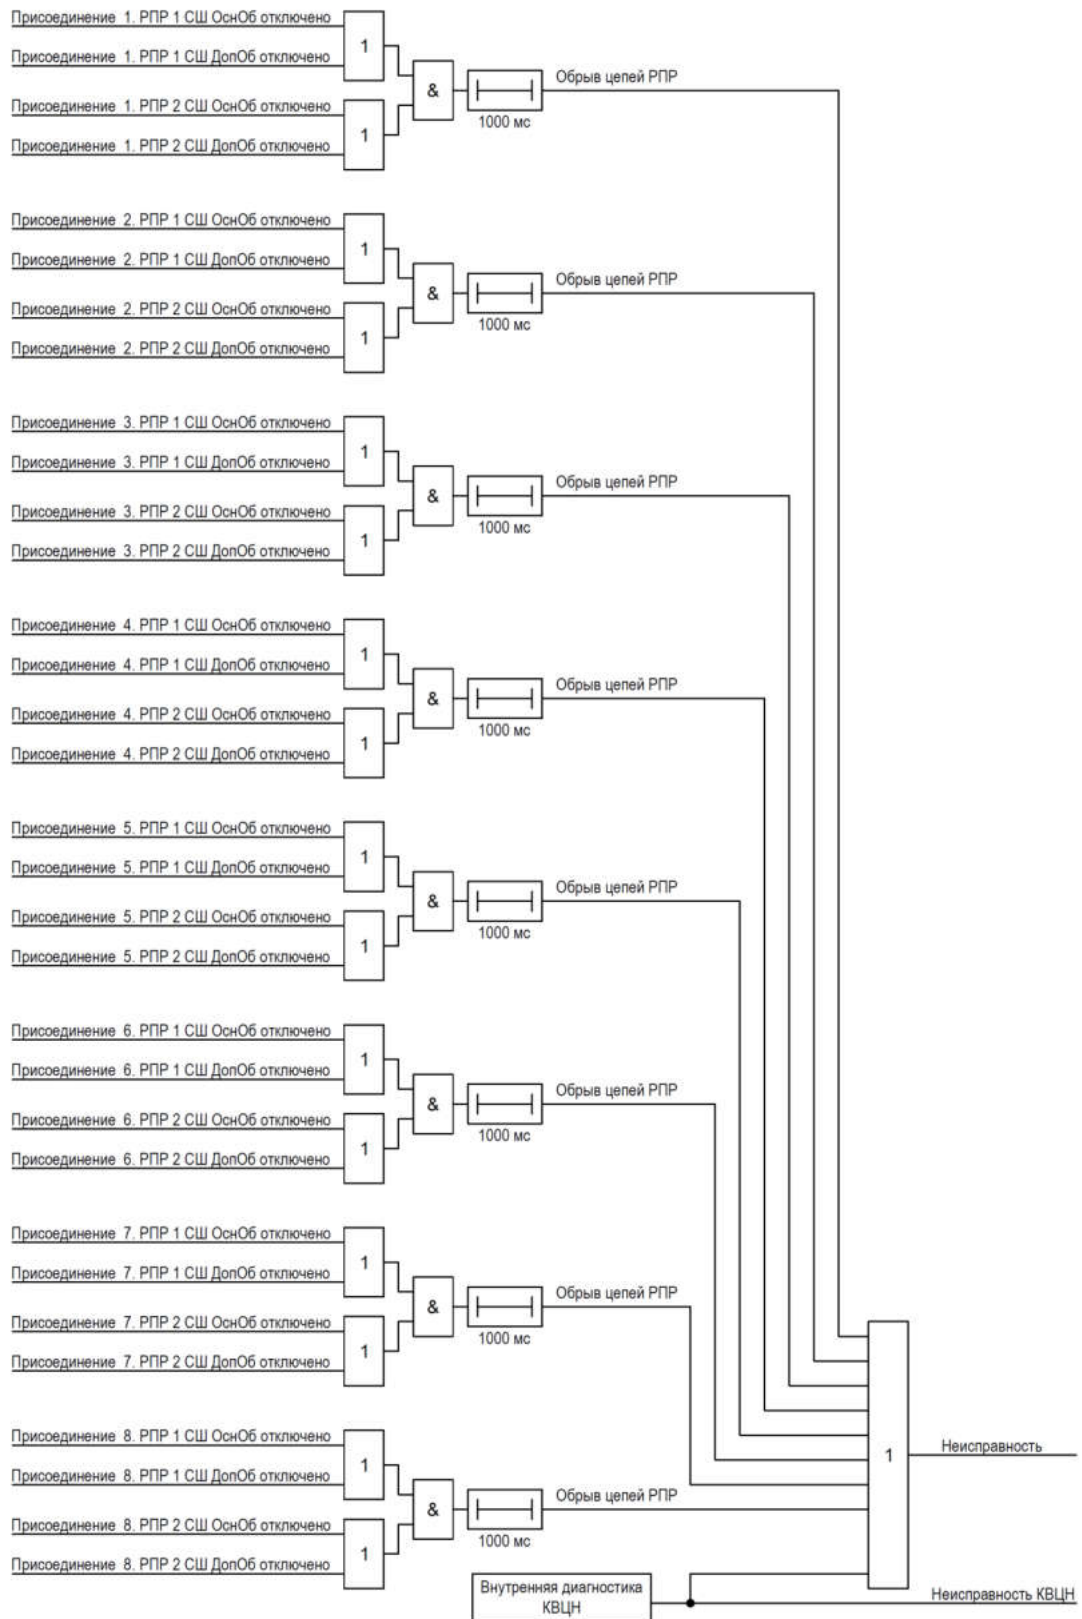 Присоединение 1. РПР 1 СШ ОснОб отключено
1
Присоединение 1. РПР 1 СШ ДопОб отключено
&
Обрыв цепей РПР
1000 мс
Присоединение 1. РПР 2 СШ ОснОб отключено
1
Присоединение 1. РПР 2 СШ ДопОб отключено
Присоединение 2. РПР 1 СШ ОснОб отключено
1
Присоединение 2. РПР 1 СШ ДопОб отключено
&
Обрыв цепей РПР
1000 мс
Присоединение 2. РПР 2 СШ ОснОб отключено
1
Присоединение 2. РПР 2 СШ ДопОб отключено
Присоединение 3. РПР 1 СШ ОснОб отключено
1
Присоединение 3. РПР 1 СШ ДопОб отключено
&
Обрыв цепей РПР
1000 мс
Присоединение 3. РПР 2 СШ ОснОб отключено
1
Присоединение 3. РПР 2 СШ ДопОб отключено
Присоединение 4. РПР 1 СШ ОснОб отключено
1
Присоединение 4. РПР 1 СШ ДопОб отключено
&
Обрыв цепей РПР
1000 мс
Присоединение 4. РПР 2 СШ ОснОб отключено
1
Присоединение 4. РПР 2 СШ ДопОб отключено
Присоединение 5. РПР 1 СШ ОснОб отключено
1
Присоединение 5. РПР 1 СШ ДопОб отключено
&
Обрыв цепей РПР
1000 мс
Присоединение 5. РПР 2 СШ ОснОб отключено
1
Присоединение 5. РПР 2 СШ ДопОб отключено
Присоединение 6. РПР 1 СШ ОснОб отключено
1
Присоединение 6. РПР 1 СШ ДопОб отключено
&
Обрыв цепей РПР
1000 мс
Присоединение 6. РПР 2 СШ ОснОб отключено
1
Присоединение 6. РПР 2 СШ ДопОб отключено
Присоединение 7. РПР 1 СШ ОснОб отключено
1
Присоединение 7. РПР 1 СШ ДопОб отключено
&
Обрыв цепей РПР
1000 мс
Присоединение 7. РПР 2 СШ ОснОб отключено
1
Присоединение 7. РПР 2 СШ ДопОб отключено
Присоединение 8. РПР 1 СШ ОснОб отключено
1
Присоединение 8. РПР 1 СШ ДопОб отключено
&
Обрыв цепей РПР
1000 мс
Присоединение 8. РПР 2 СШ ОснОб отключено
1
Присоединение 8. РПР 2 СШ ДопОб отключено
1
Неисправность
Внутренняя диагностика
КВЦН
Неисправность КВЦН